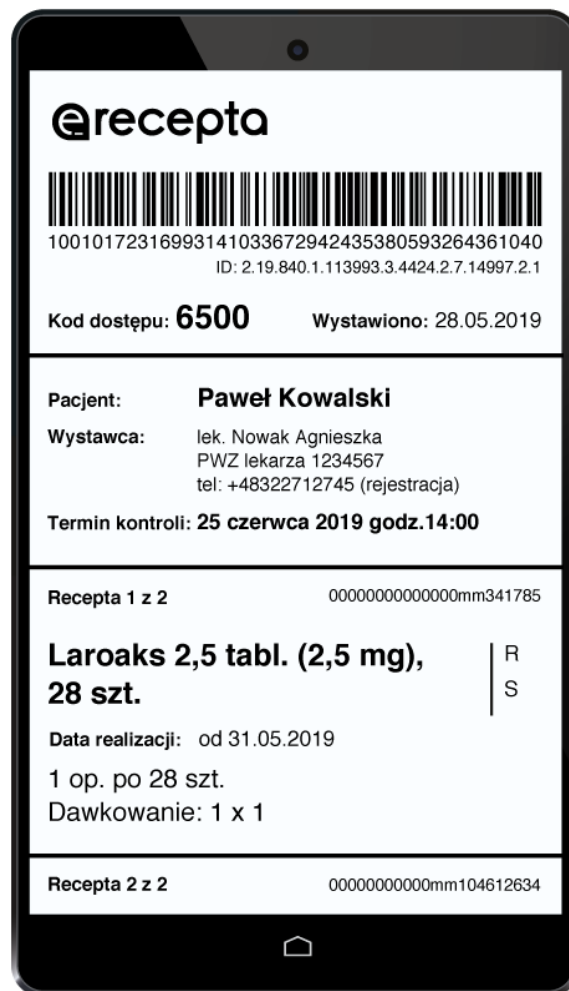 erecepta
10010172316993141033672942435380593264361040
ID: 2.19.840.1.113993.3.4424.2.7.14997.2.1
Kod dostępu: 6500 Wystawiono: 28.05.2019
Pacjent: Paweł Kowalski
Wystawca: lek. Nowak Agnieszka
PWZ lekarza 1234567
tel: +48322712745 (rejestracja)
Termin kontroli: 25 czerwca 2019 godz.14:00
Recepta 1 z 2 00000000000000mm341785
Laroaks 2,5 tabl. (2,5 mg), R
28 szt. S
Data realizacji: od 31.05.2019
1 op. po 28 szt.
Dawkowanie: 1 x 1
Recepta 2 z 2 00000000000mm104612634